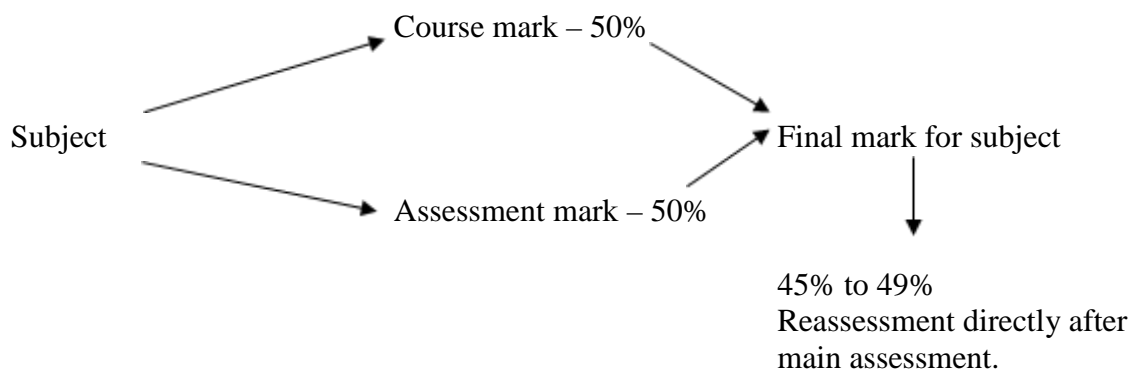 Course mark – 50%
Subject
Final mark for subject
Assessment mark – 50%
45% to 49%
Reassessment directly after
main assessment.